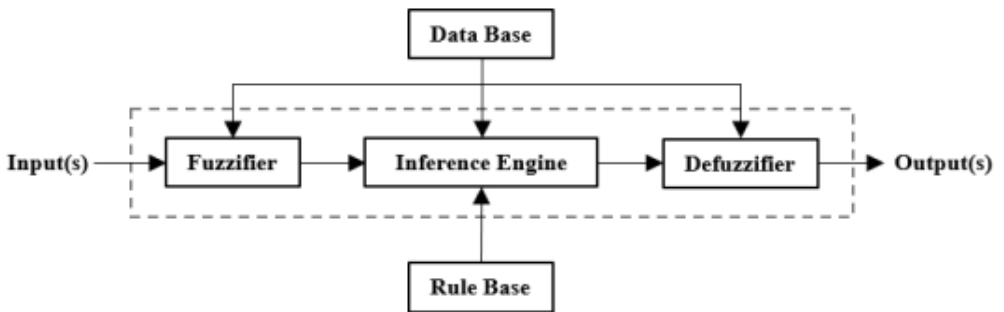 Data Base
Input(s)
Fuzzifier
Inference Engine
Defuzzifier
Output(s)
Rule Base